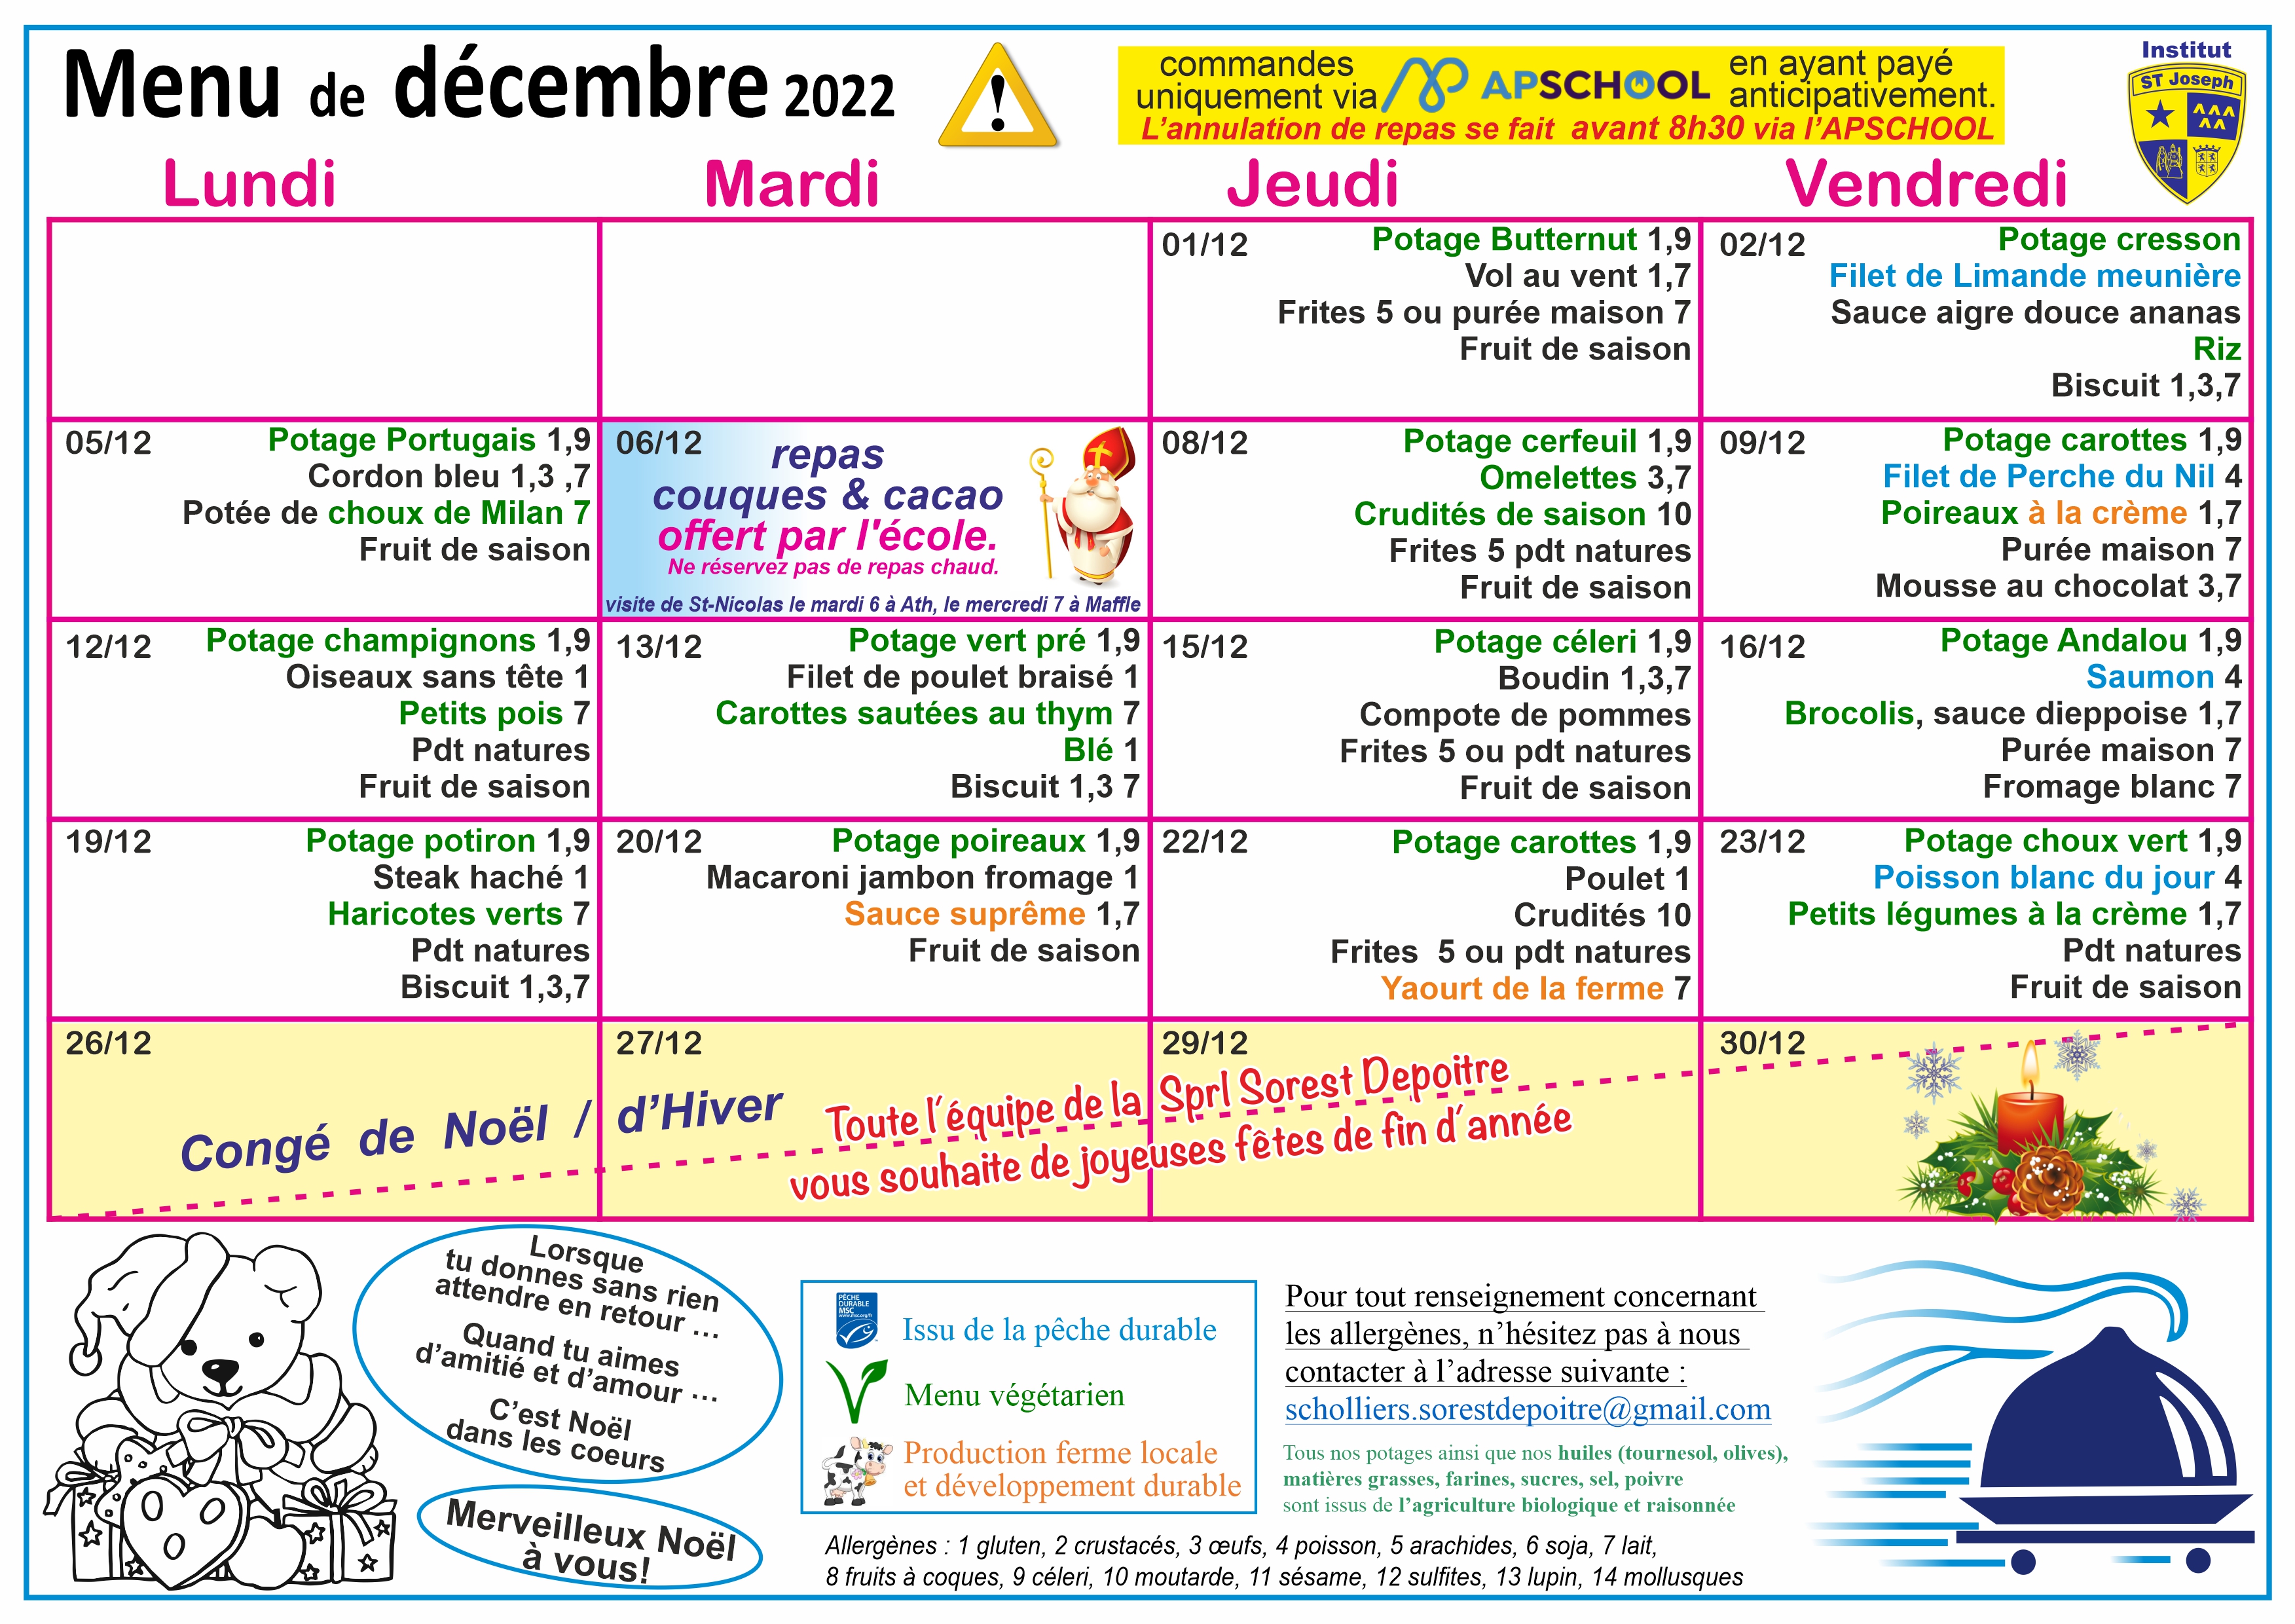 Menu de décembre 2022
!
commandes
uniquement via
APSCHOOL
en ayant payé
anticipativement.
L'annulation de repas se fait avant 8h30 via l'APSCHOOL
Institut
ST Joseph
Lundi
Mardi
Jeudi
Vendredi
01/12
Potage Butternut 1,9
Vol au vent 1,7
Frites 5 ou purée maison 7
Fruit de saison
02/12
Potage cresson
Filet de Limande meunière
Sauce aigre douce ananas
Riz
Biscuit 1,3,7
05/12
Potage Portugais 1,9
Cordon bleu 1,3 ,7
Potée de choux de Milan 7
Fruit de saison
06/12
repas
couques & cacao
offert par l'école.
Ne réservez pas de repas chaud.
visite de St-Nicolas le mardi 6 à Ath, le mercredi 7 à Maffle
08/12
Potage cerfeuil 1,9
Omelettes 3,7
Crudités de saison 10
Frites 5 pdt natures
Fruit de saison
09/12
Potage carottes 1,9
Filet de Perche du Nil 4
Poireaux à la crème 1,7
Purée maison 7
Mousse au chocolat 3,7
12/12
Potage champignons 1,9
Oiseaux sans tête 1
Petits pois 7
Pdt natures
Fruit de saison
13/12
Potage vert pré 1,9
Filet de poulet braisé 1
Carottes sautées au thym 7
Blé 1
Biscuit 1,3 7
15/12
Potage céleri 1,9
Boudin 1,3,7
Compote de pommes
Frites 5 ou pdt natures
Fruit de saison
16/12
Potage Andalou 1,9
Saumon 4
Brocolis, sauce dieppoise 1,7
Purée maison 7
Fromage blanc 7
19/12
Potage potiron 1,9
Steak haché 1
Haricotes verts 7
Pdt natures
Biscuit 1,3,7
20/12
Potage poireaux 1,9
Macaroni jambon fromage 1
Sauce suprême 1,7
Fruit de saison
22/12
Potage carottes 1,9
Poulet 1
Crudités 10
Frites 5 ou pdt natures
Yaourt de la ferme 7
23/12
Potage choux vert 1,9
Poisson blanc du jour 4
Petits légumes à la crème 1,7
Pdt natures
Fruit de saison
26/12
27/12
29/12
30/12
Congé de Noël / d'Hiver
Toute l'équipe de la Sprl Sorest Depoitre
vous souhaite de joyeuses fêtes de fin d'année
Lorsque
tu donnes sans rien
attendre en retour ...
Quand tu aimes
d'amitié et d'amour ...
C'est Noël
dans les coeurs
Merveilleux Noël
à vous!
PÊCHE
DURABLE
MSC
www.msc.org/fr
Issu de la pêche durable
Menu végétarien
Production ferme locale
et développement durable
Pour tout renseignement concernant
les allergènes, n'hésitez pas à nous
contacter à l'adresse suivante :
scholliers.sorestdepoitre@gmail.com
Tous nos potages ainsi que nos huiles (tournesol, olives),
matières grasses, farines, sucres, sel, poivre
sont issus de l'agriculture biologique et raisonnée
Allergènes : 1 gluten, 2 crustacés, 3 œufs, 4 poisson, 5 arachides, 6 soja, 7 lait,
8 fruits à coques, 9 céleri, 10 moutarde, 11 sésame, 12 sulfites, 13 lupin, 14 mollusques